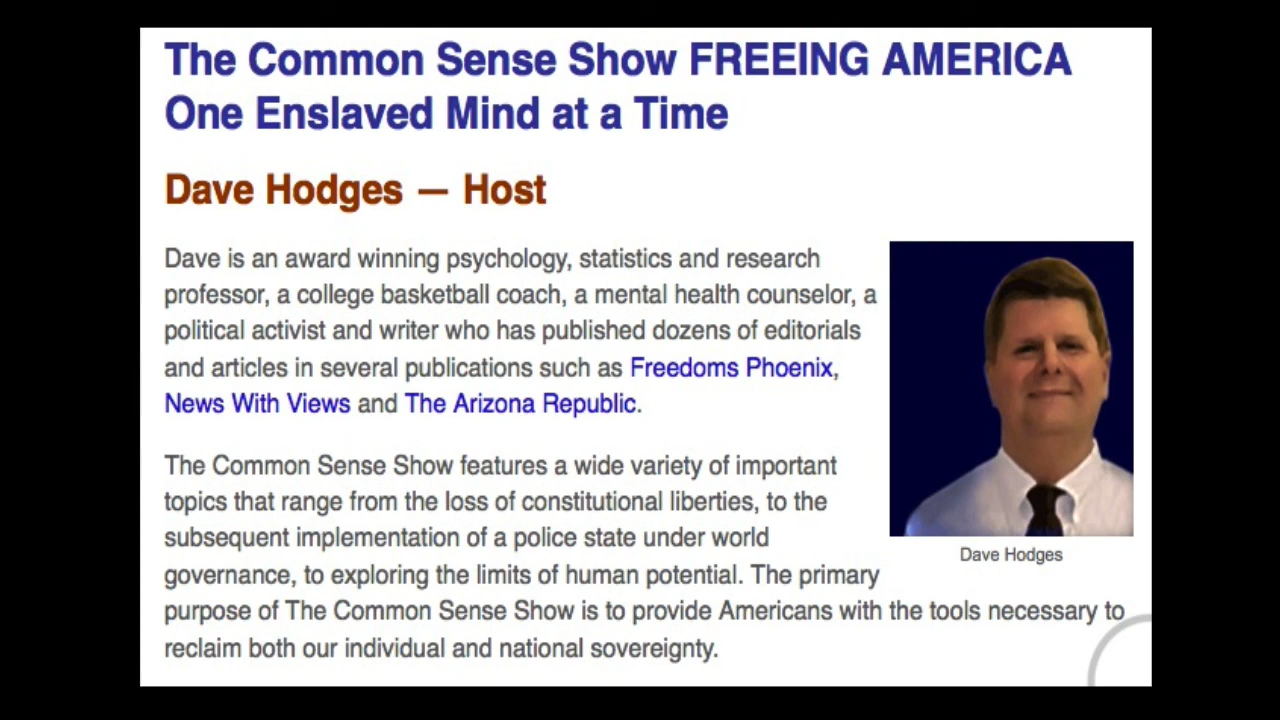 The Common Sense Show FREEING AMERICA
One Enslaved Mind at a Time
Dave Hodges — Host
Dave is an award winning psychology, statistics and research
professor, a college basketball coach, a mental health counselor, a
political activist and writer who has published dozens of editorials
and articles in several publications such as Freedoms Phoenix,
News With Views and The Arizona Republic.
The Common Sense Show features a wide variety of important
topics that range from the loss of constitutional liberties, to the
subsequent implementation of a police state under world
governance, to exploring the limits of human potential. The primary
purpose of The Common Sense Show is to provide Americans with the tools necessary to
reclaim both our individual and national sovereignty.
Dave Hodges